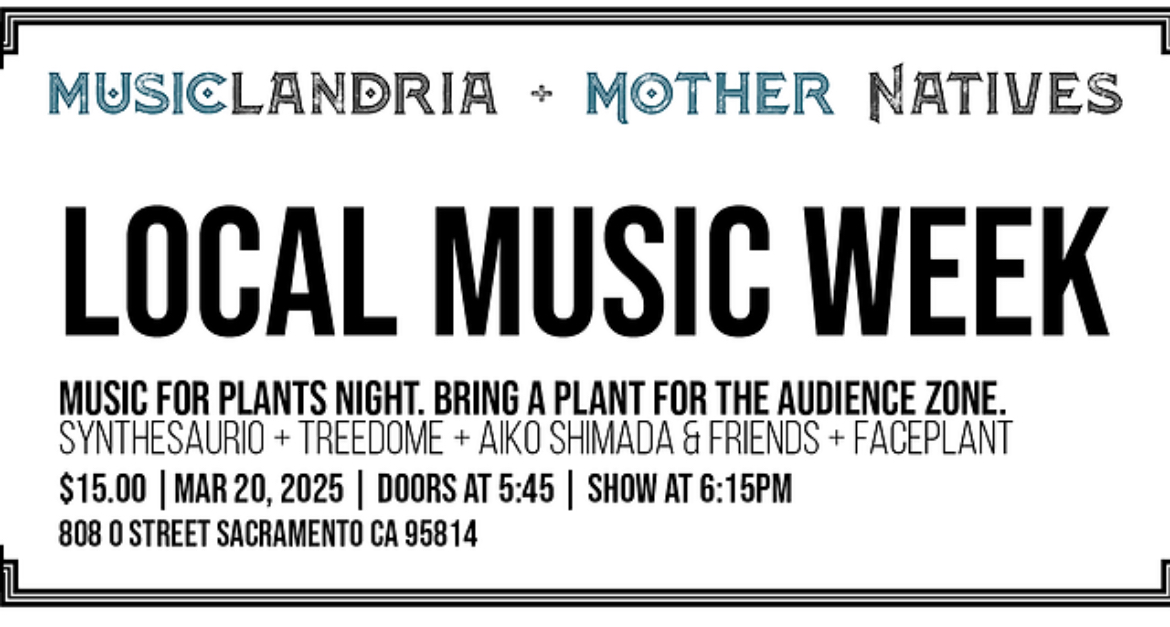 MUSICLANDRIA + MOTHER NATIVES
LOCAL MUSIC WEEK
MUSIC FOR PLANTS NIGHT. BRING A PLANT FOR THE AUDIENCE ZONE.
SYNTHESAURIO + TREEDOME + AIKO SHIMADA & FRIENDS + FACEPLANT
$15.00 | MAR 20, 2025 | DOORS AT 5:45 | SHOW AT 6:15PM
808 O STREET SACRAMENTO CA 95814